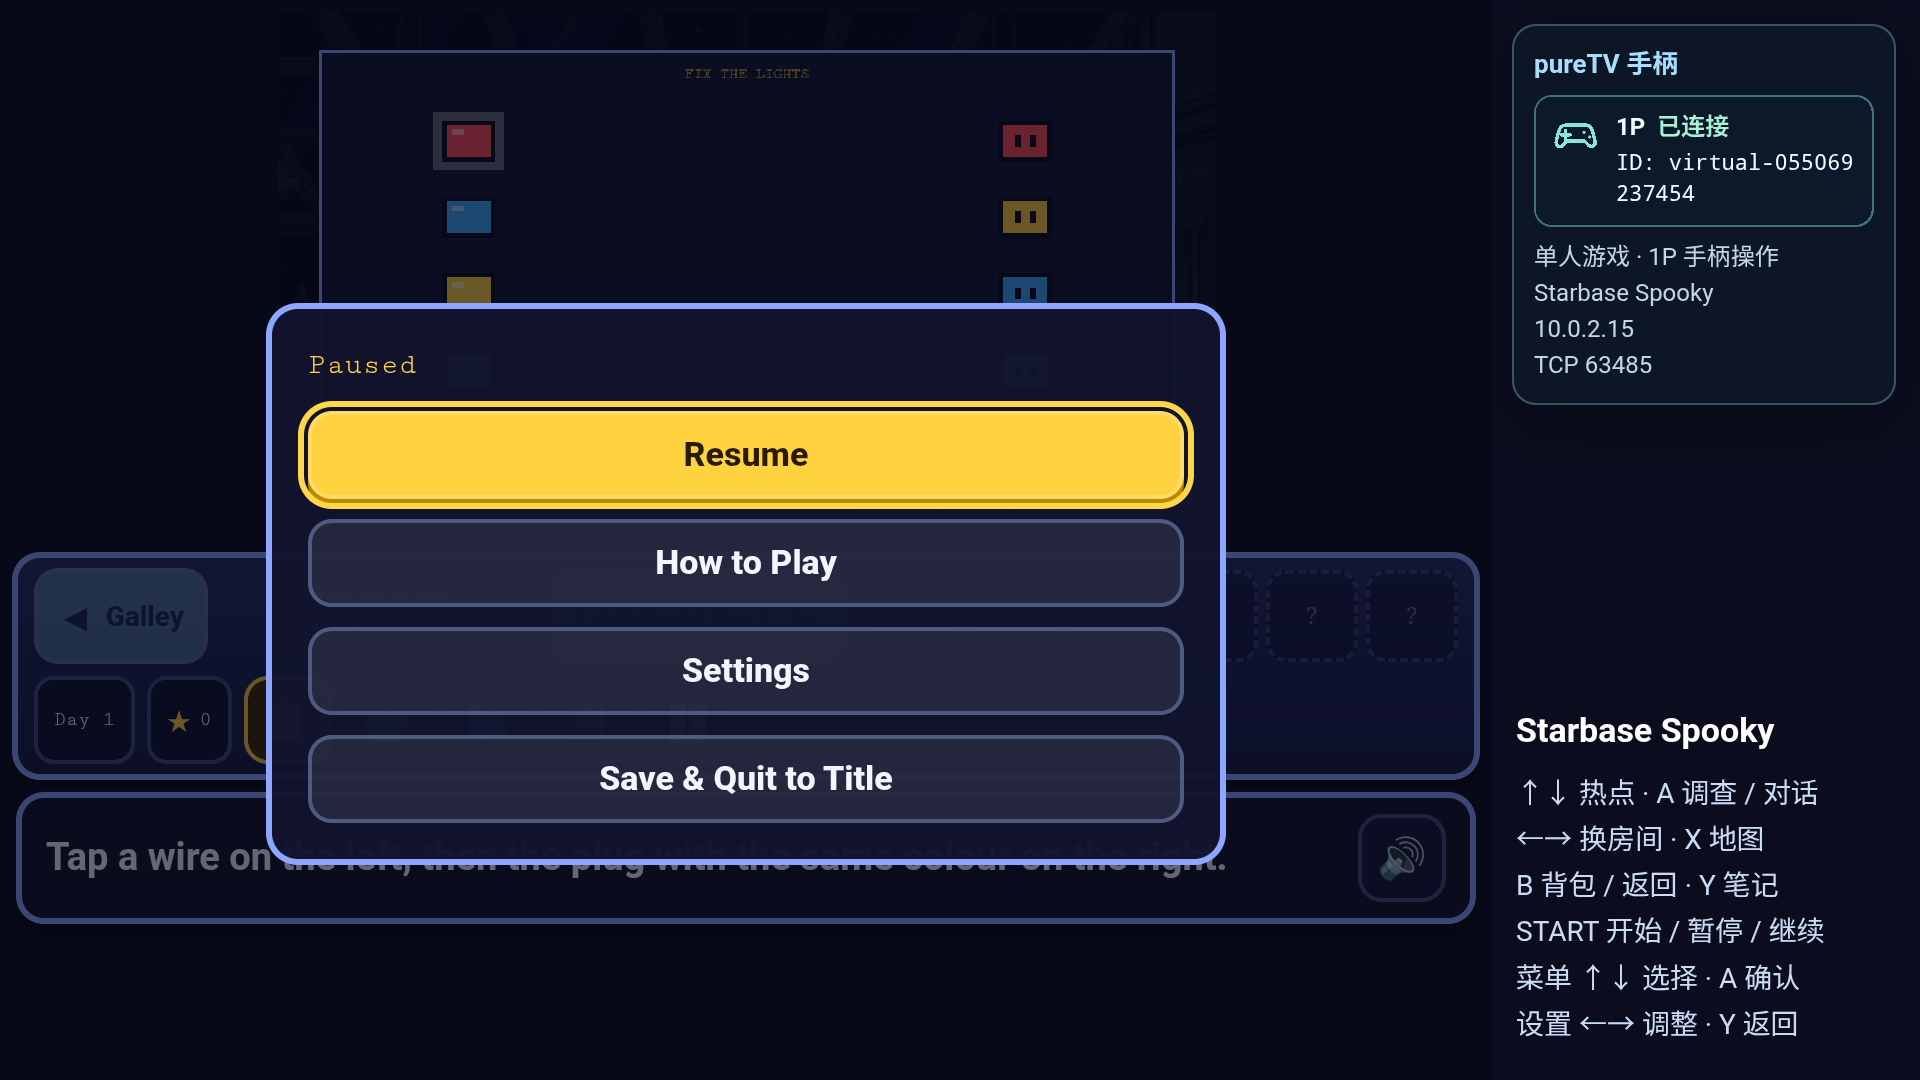 FIX THE LIGHTS
Paused
Resume
How to Play
Settings
Save & Quit to Title
◀ Galley
? ?
Day 1
★ 0
Tap a wire on the left, then the plug with the same colour on the right.
pureTV 手柄
1P 已连接
ID: virtual-055069
237454
单人游戏 · 1P 手柄操作
Starbase Spooky
10.0.2.15
TCP 63485
Starbase Spooky
↑↓ 热点 · A 调查 / 对话
←→ 换房间 · X 地图
B 背包 / 返回 · Y 笔记
START 开始 / 暂停 / 继续
菜单 ↑↓ 选择 · A 确认
设置 ←→ 调整 · Y 返回